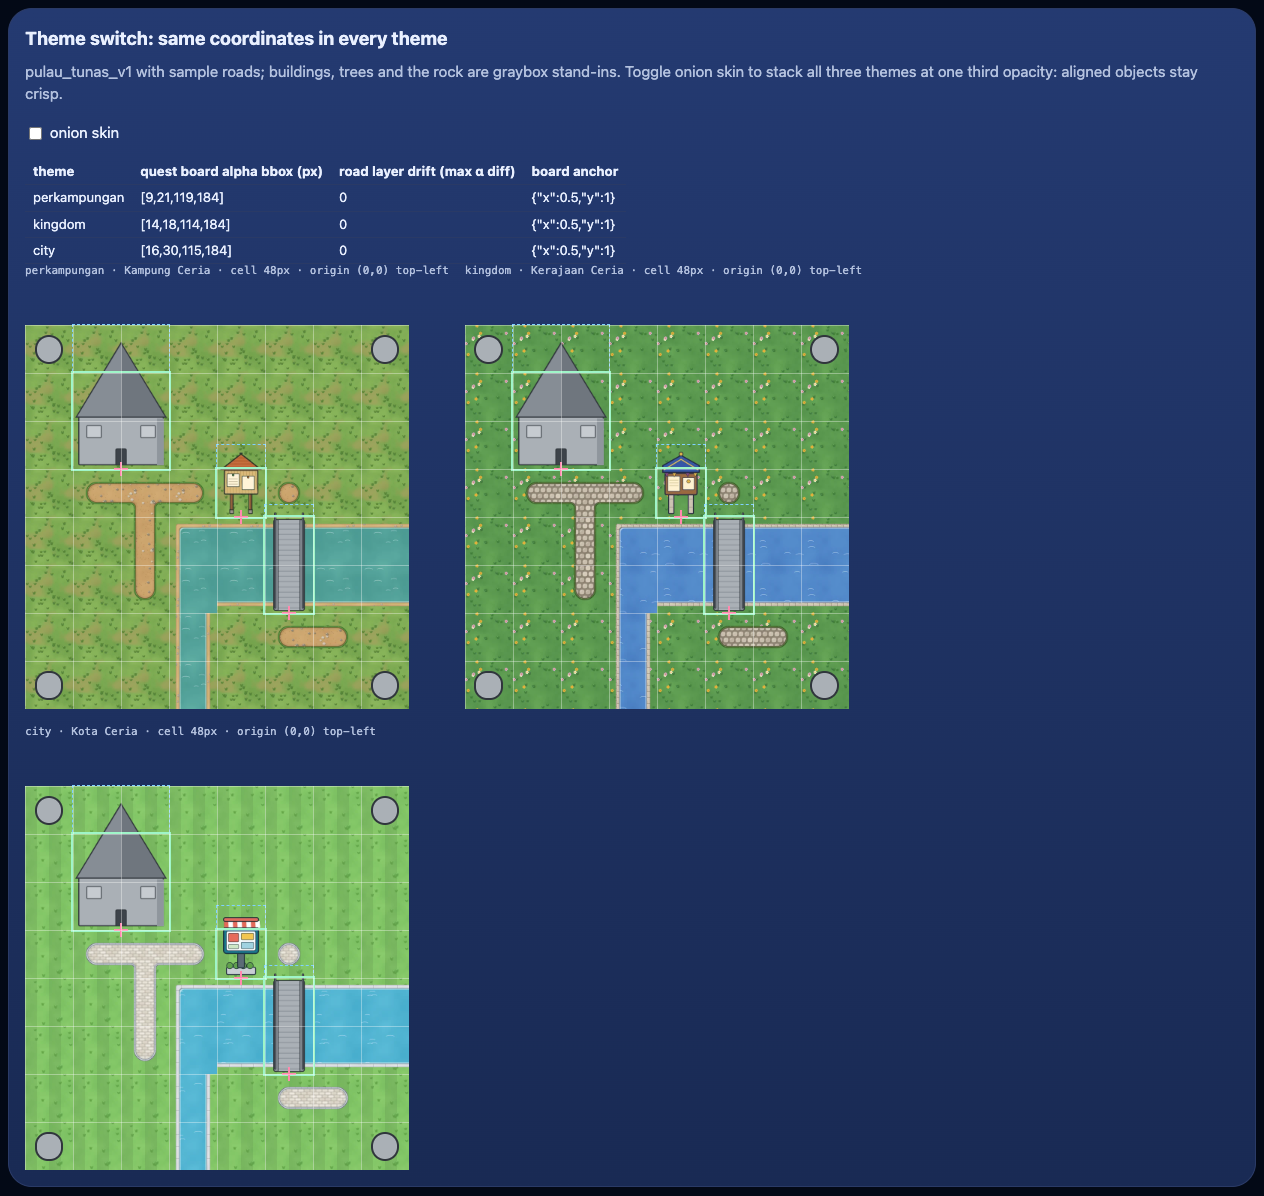 Theme switch: same coordinates in every theme
pulau_tunas_v1 with sample roads; buildings, trees and the rock are graybox stand-ins. Toggle onion skin to stack all three themes at one third opacity: aligned objects stay
crisp.
onion skin
theme quest board alpha bbox (px) road layer drift (max α diff) board anchor
perkampungan [9,21,119,184] 0 {"x":0.5,"y":1}
kingdom [14,18,114,184] 0 {"x":0.5,"y":1}
city [16,30,115,184] 0 {"x":0.5,"y":1}
perkampungan · Kampung Ceria · cell 48px · origin (0,0) top-left
kingdom · Kerajaan Ceria · cell 48px · origin (0,0) top-left
city · Kota Ceria · cell 48px · origin (0,0) top-left